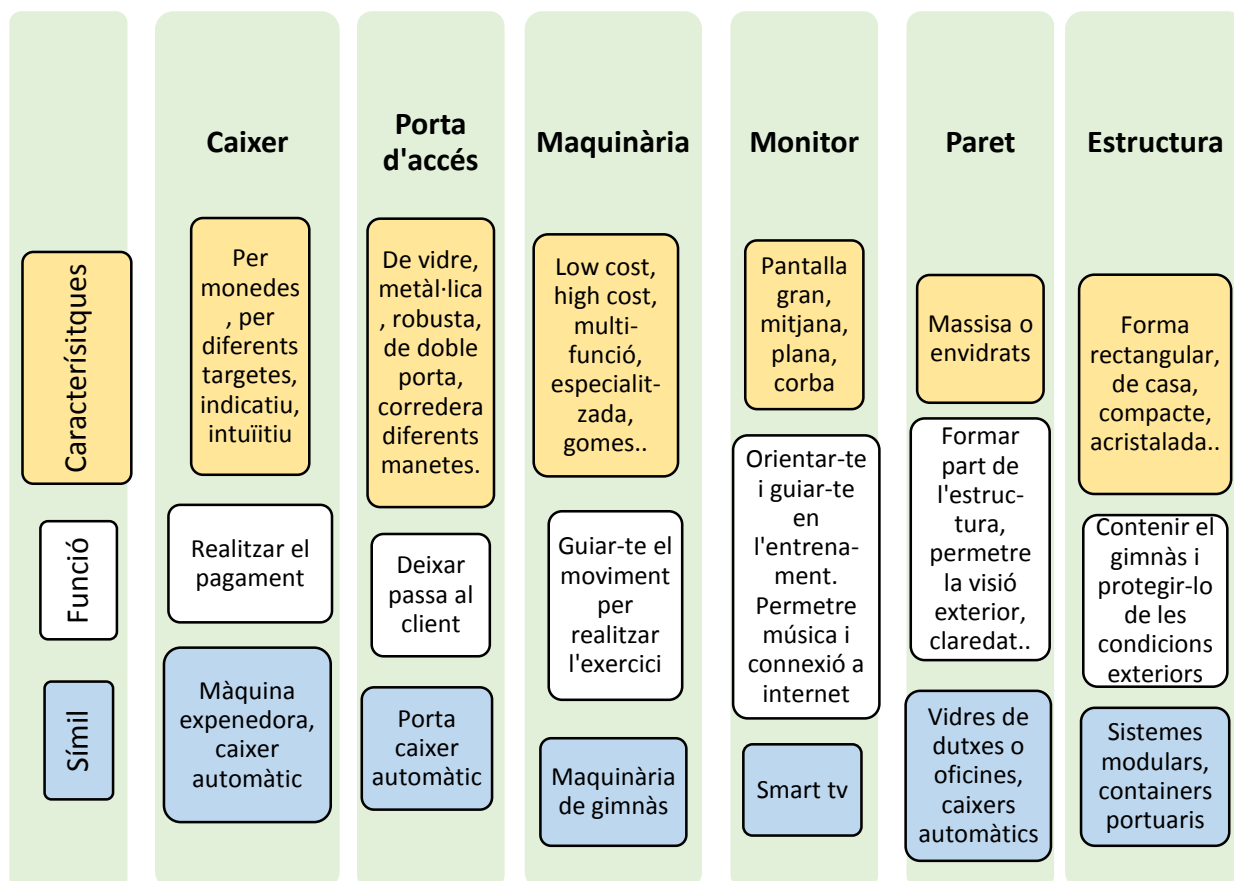 Caixer
Porta
d'accés
Maquinària
Monitor
Paret
Estructura
Caracterísitques
Per
monedes
, per
diferents
targetes,
indicatiu,
intuïitiu
De vidre,
metàl·lica
, robusta,
de doble
porta,
corredera
diferents
manetes.
Low cost,
high cost,
multi-
funció,
especialit-
zada,
gomes..
Pantalla
gran,
mitjana,
plana,
corba
Massisa o
envidrats
Forma
rectangular,
de casa,
compacte,
acristalada..
Funció
Realitzar el
pagament
Deixar
passa al
client
Guiar-te el
moviment
per
realitzar
l'exercici
Orientar-te
i guiar-te
en
l'entrena-
ment.
Permetre
música i
connexió a
internet
Formar
part de
l'estruc-
tura,
permetre
la visió
exterior,
claredat..
Contenir el
gimnàs i
protegir-lo
de les
condicions
exteriors
Símil
Màquina
expenedora,
caixer
automàtic
Porta
caixer
automàtic
Maquinària
de gimnàs
Smart tv
Vidres de
dutxes o
oficines,
caixers
automàtics
Sistemes
modulars,
containers
portuaris